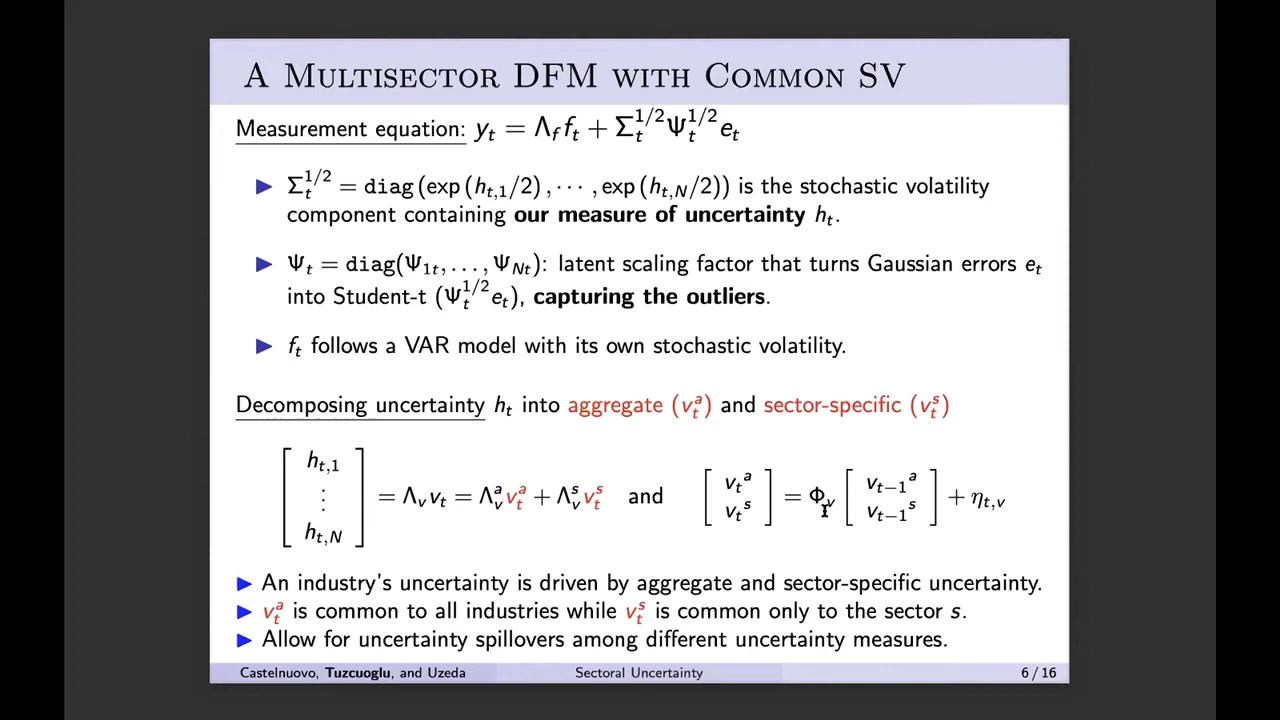 A Multisector DFM with Common SV
Measurement equation: y_t = Λ_f f_t + Σ_t^{1/2} Ψ_t^{1/2} e_t
▶ Σ_t^{1/2} = diag(exp(h_{t,1}/2), ⋯ , exp(h_{t,N}/2)) is the stochastic volatility
component containing our measure of uncertainty h_t.
▶ Ψ_t = diag(Ψ_{1t}, . . . , Ψ_{Nt}): latent scaling factor that turns Gaussian errors e_t
into Student-t (Ψ_t^{1/2} e_t), capturing the outliers.
▶ f_t follows a VAR model with its own stochastic volatility.
Decomposing uncertainty h_t into aggregate (v_t^a) and sector-specific (v_t^s)
[h_{t,1} ⋮ h_{t,N}] = Λ_v v_t = Λ_v^a v_t^a + Λ_v^s v_t^s and [v_t^a v_t^s] = Φ_v [v_{t−1}^a v_{t−1}^s] + η_{t,v}
▶ An industry's uncertainty is driven by aggregate and sector-specific uncertainty.
▶ v_t^a is common to all industries while v_t^s is common only to the sector s.
▶ Allow for uncertainty spillovers among different uncertainty measures.
Castelnuovo, Tuzcuoglu, and Uzeda Sectoral Uncertainty 6 / 16